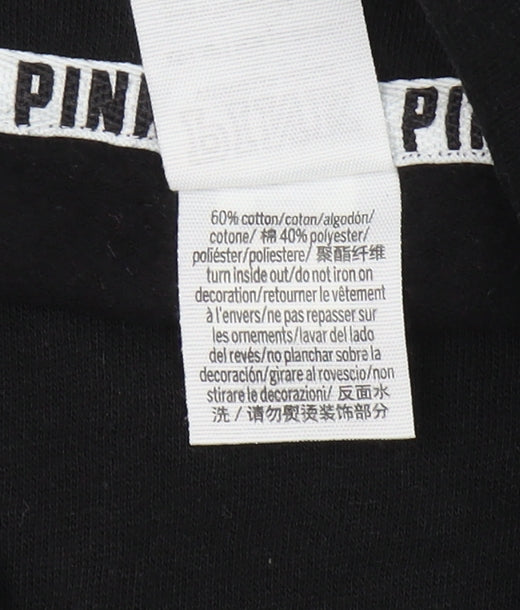 PINK
PI
60% cotton/coton/algodón/
cotone/ 棉 40% polyester/
poliéster/poliestere/ 聚酯纤维
turn inside out/do not iron on
decoration/retourner le vêtement
à l'envers/ne pas repasser sur
les ornements/lavar del lado
del revés/no planchar sobre la
decoración/girare al rovescio/non
stirare le decorazioni/ 反面水
洗 / 请勿熨烫装饰部分